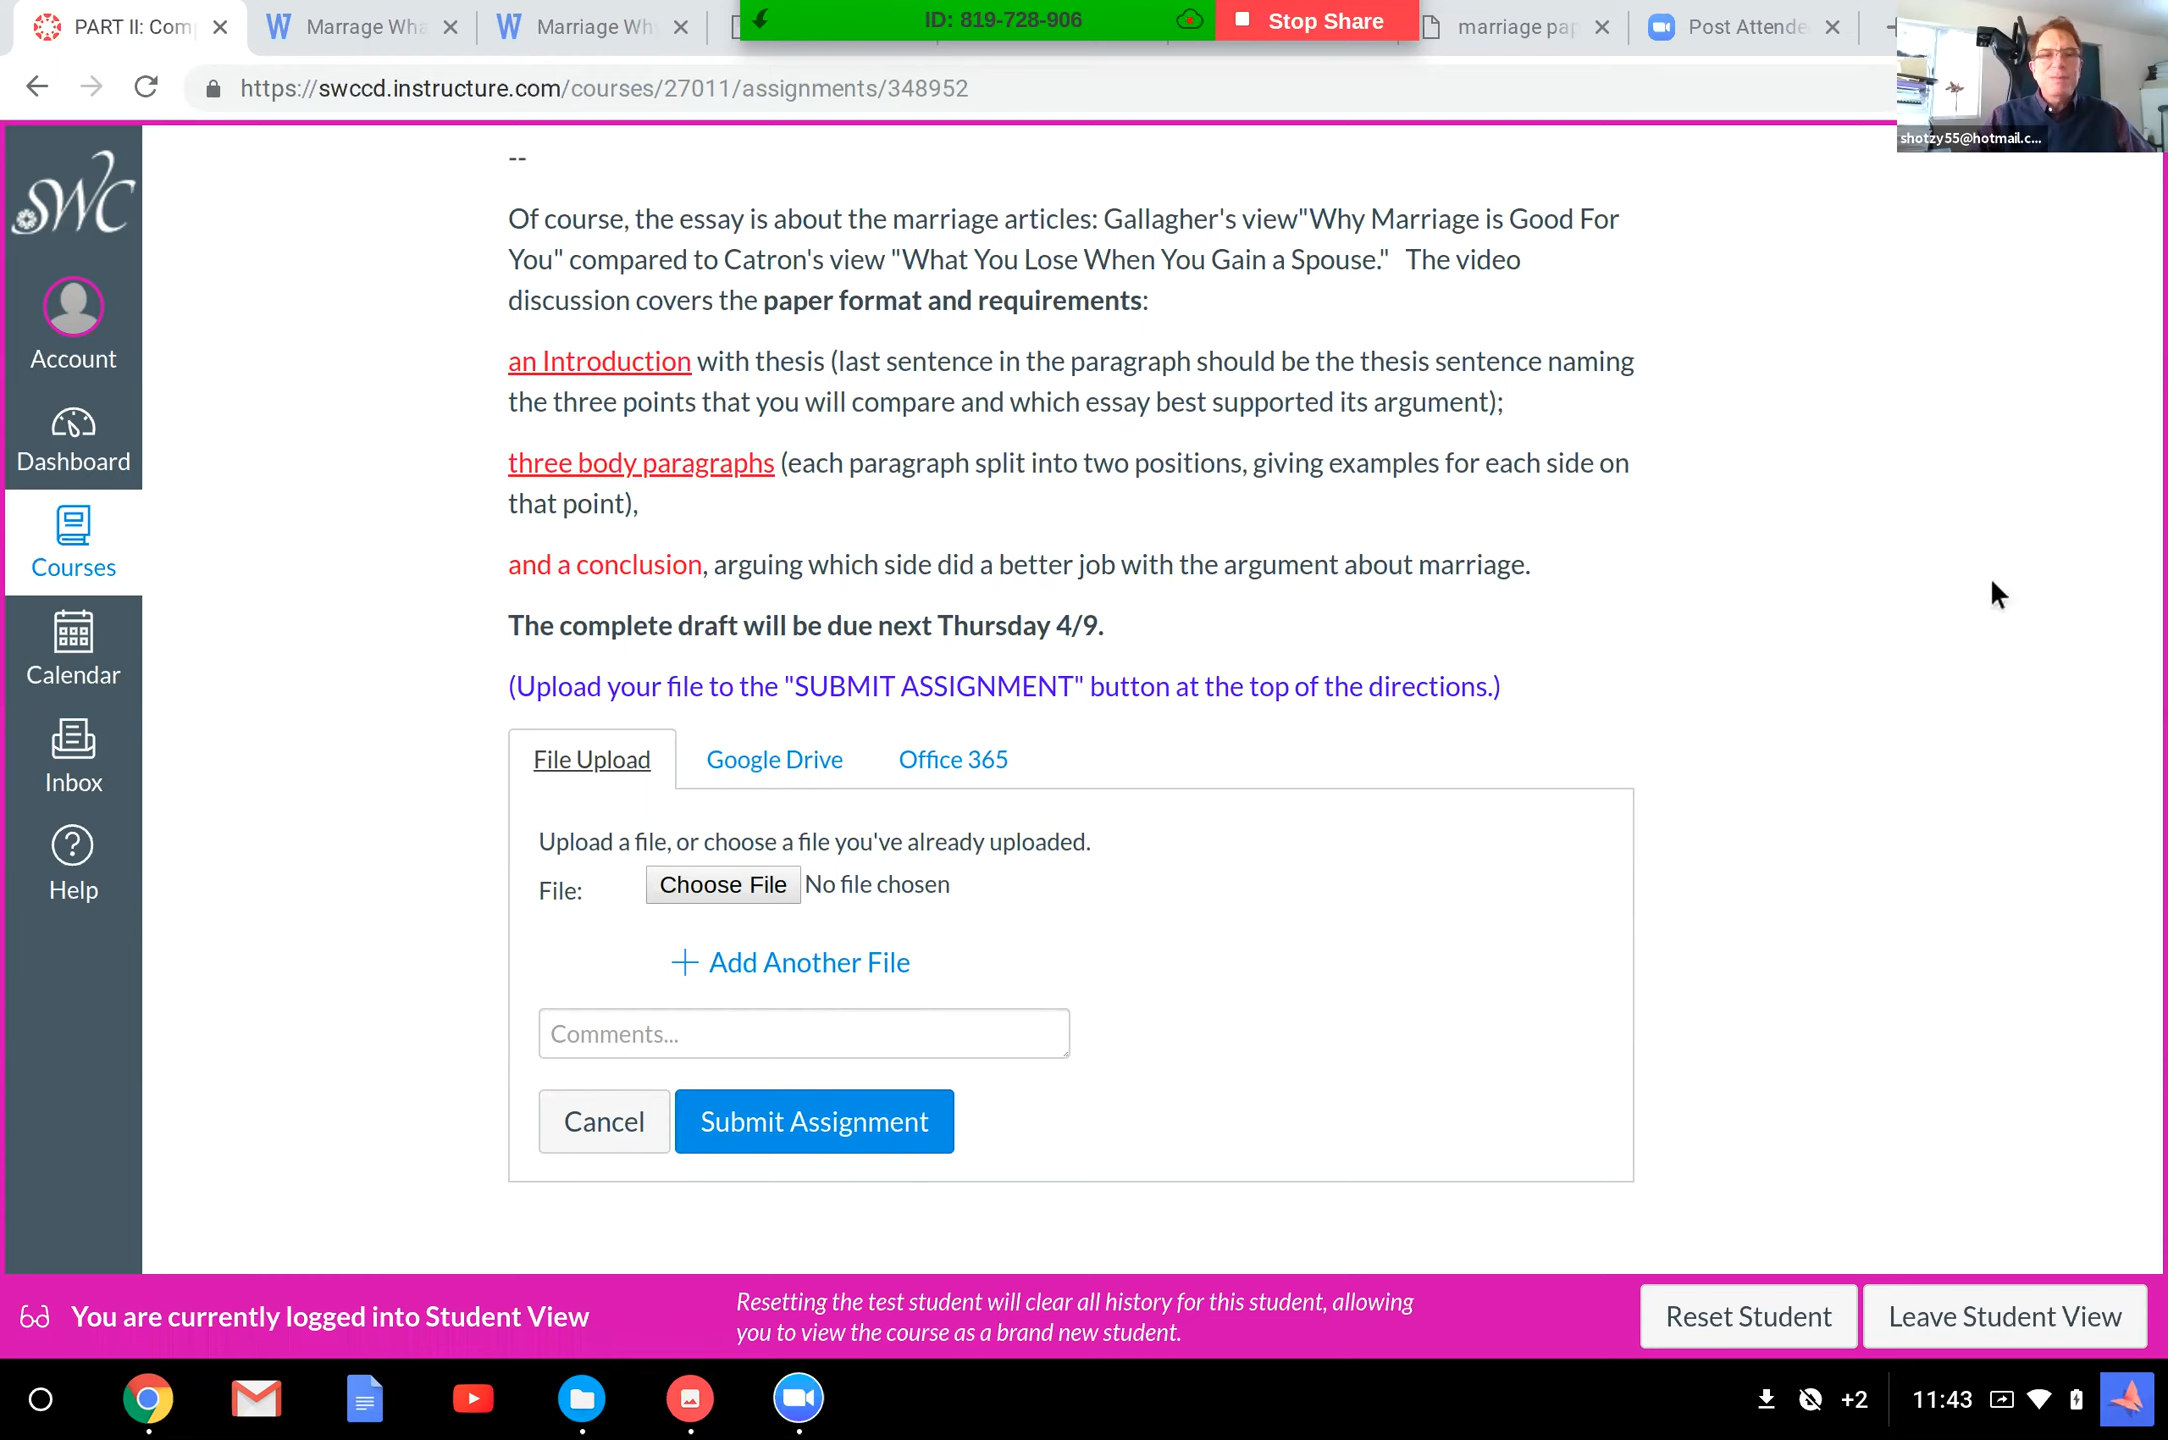 PART II: Com
Marrage Wha
Marriage Wh
ID: 819-728-906
Stop Share
marriage pap
Post Attende
https://swccd.instructure.com/courses/27011/assignments/348952
shotzy55@hotmail.c...
SWC
Account
Dashboard
Courses
Calendar
Inbox
Help
--
Of course, the essay is about the marriage articles: Gallagher's view"Why Marriage is Good For
You" compared to Catron's view "What You Lose When You Gain a Spouse."   The video
discussion covers the paper format and requirements:
an Introduction with thesis (last sentence in the paragraph should be the thesis sentence naming
the three points that you will compare and which essay best supported its argument);
three body paragraphs (each paragraph split into two positions, giving examples for each side on
that point),
and a conclusion, arguing which side did a better job with the argument about marriage.
The complete draft will be due next Thursday 4/9.
(Upload your file to the "SUBMIT ASSIGNMENT" button at the top of the directions.)
File Upload
Google Drive
Office 365
Upload a file, or choose a file you've already uploaded.
File:
Choose File
No file chosen
Add Another File
Comments...
Cancel
Submit Assignment
You are currently logged into Student View
Resetting the test student will clear all history for this student, allowing
you to view the course as a brand new student.
Reset Student
Leave Student View
+2
11:43